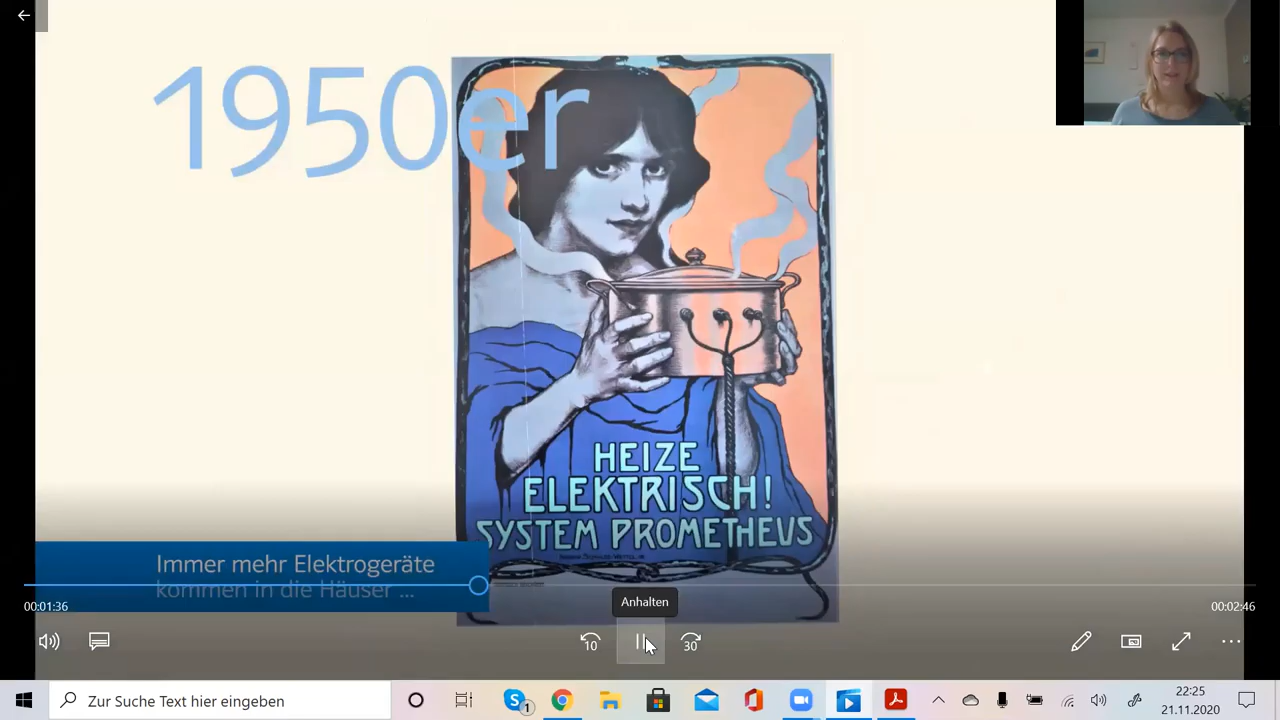 1950er
HEIZE
ELEKTRISCH!
SYSTEM PROMETHEUS
Immer mehr Elektrogeräte
kommen in die Häuser ...
00:01:36
Anhalten
00:02:46
10
30
Zur Suche Text hier eingeben
1
22:25
21.11.2020